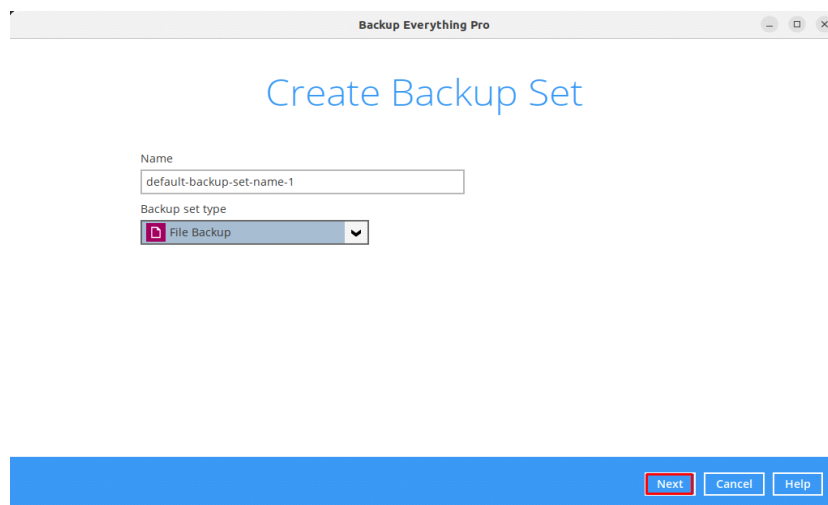 Backup Everything Pro
Create Backup Set
Name
default-backup-set-name-1
Backup set type
File Backup
Next Cancel Help